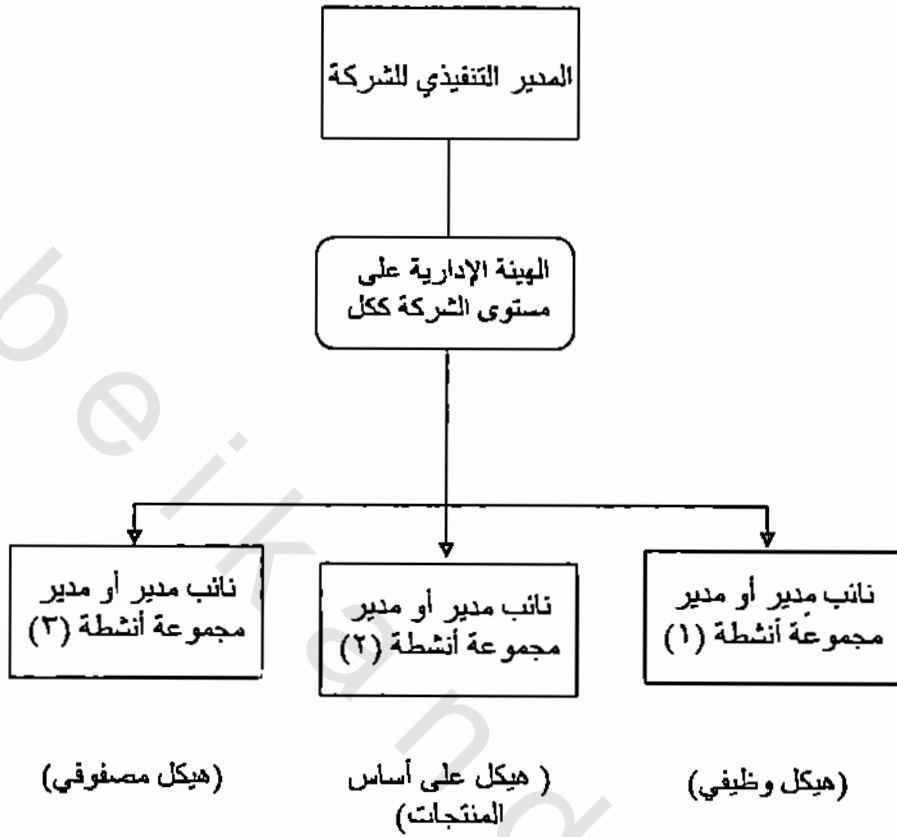 المدير التنفيذي للشركة
الهيئة الإدارية على
مستوى الشركة ككل
نائب مدير أو مدير
مجموعة أنشطة (١)
نائب مدير أو مدير
مجموعة أنشطة (٢)
نائب مدير أو مدير
مجموعة أنشطة (٣)
(هيكل وظيفي)
( هيكل على أساس
المنتجات)
(هيكل مصفوفي)
b e i k a n d